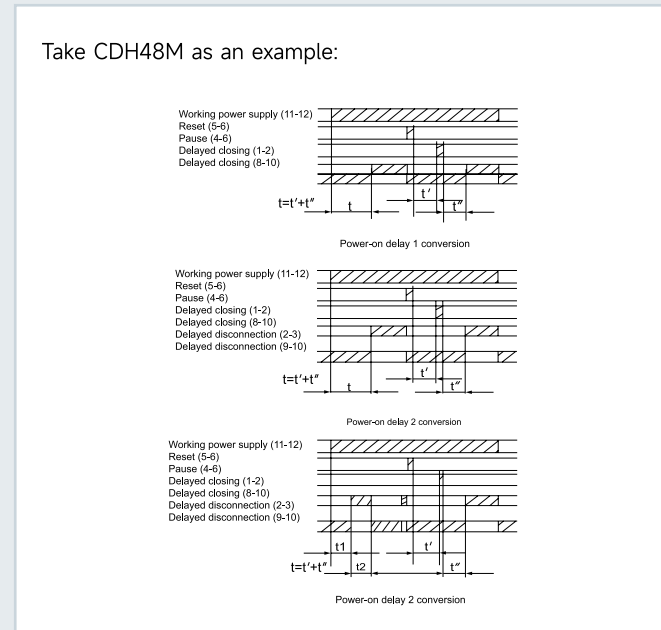 Take CDH48M as an example:
Working power supply (11-12)
Reset (5-6)
Pause (4-6)
Delayed closing (1-2)
Delayed closing (8-10)
t=t′+t″
t
t′
t″
Power-on delay 1 conversion
Working power supply (11-12)
Reset (5-6)
Pause (4-6)
Delayed closing (1-2)
Delayed closing (8-10)
Delayed disconnection (2-3)
Delayed disconnection (9-10)
t=t′+t″
t
t′
t″
Power-on delay 2 conversion
Working power supply (11-12)
Reset (5-6)
Pause (4-6)
Delayed closing (1-2)
Delayed closing (8-10)
Delayed disconnection (2-3)
Delayed disconnection (9-10)
t1
t′
t=t′+t″
t2
t″
Power-on delay 2 conversion